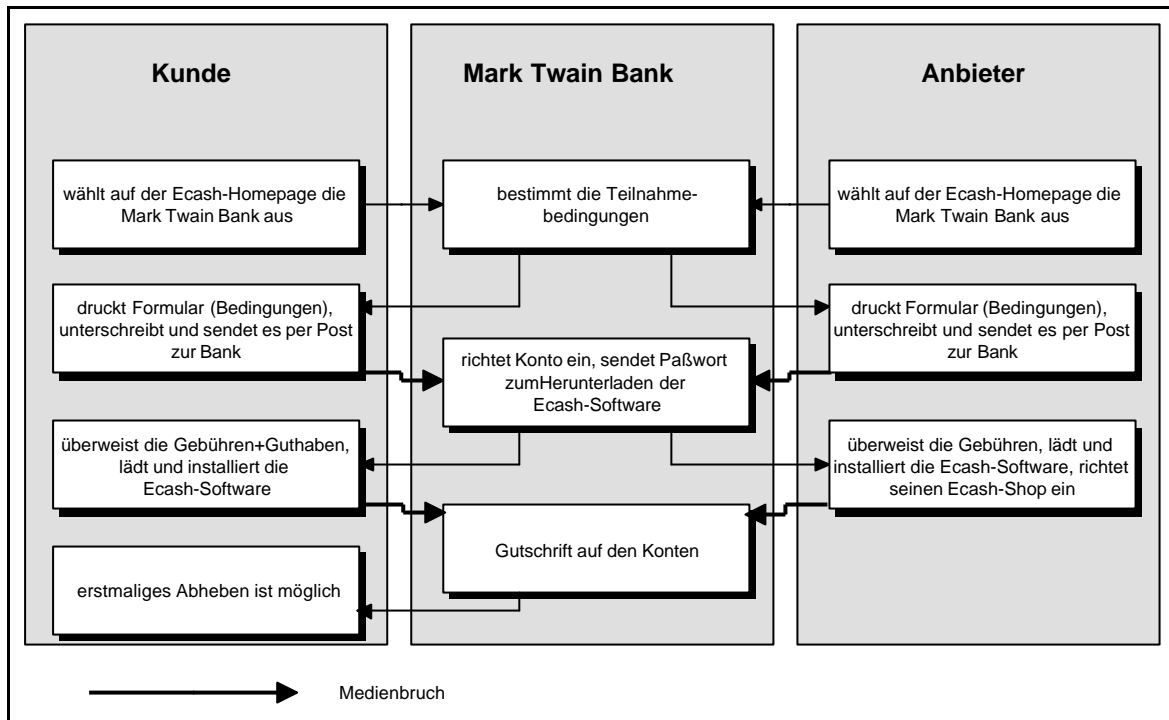 Kunde
wählt auf der Ecash-Homepage die
Mark Twain Bank aus
druckt Formular (Bedingungen),
unterschreibt und sendet es per Post
zur Bank
überweist die Gebühren+Guthaben,
lädt und installiert die
Ecash-Software
erstmaliges Abheben ist möglich
Mark Twain Bank
bestimmt die Teilnahme-
bedingungen
richtet Konto ein, sendet Paßwort
zumHerunterladen der
Ecash-Software
Gutschrift auf den Konten
Anbieter
wählt auf der Ecash-Homepage die
Mark Twain Bank aus
druckt Formular (Bedingungen),
unterschreibt und sendet es per Post
zur Bank
überweist die Gebühren, lädt und
installiert die Ecash-Software, richtet
seinen Ecash-Shop ein
Medienbruch